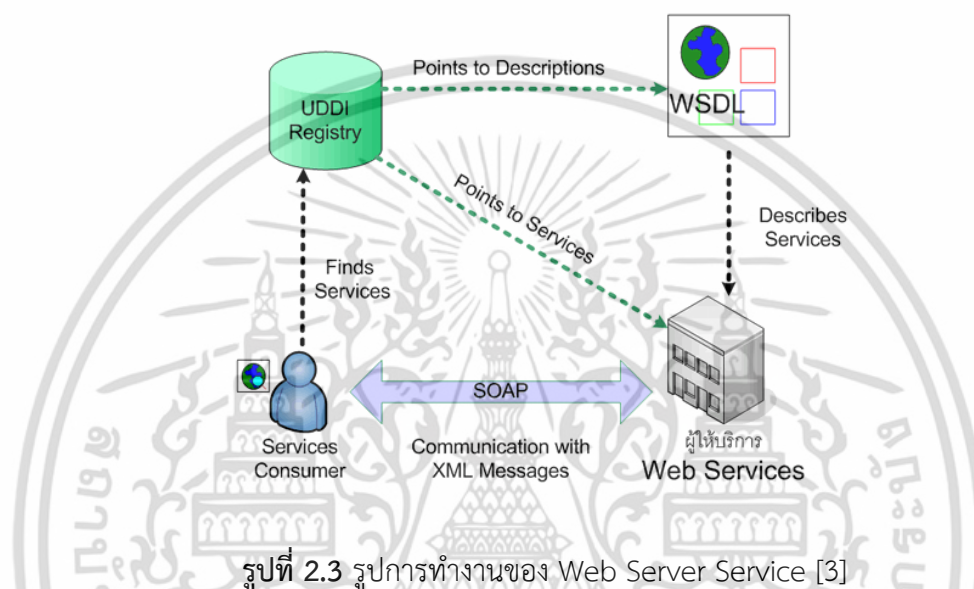 Points to Descriptions
UDDI
Registry
WSDL
Points to Services
Describes
Services
Finds
Services
SOAP
Services
Consumer
Communication with
XML Messages
ผู้ให้บริการ
Web Services
รูปที่ 2.3 รูปการทำงานของ Web Server Service [3]